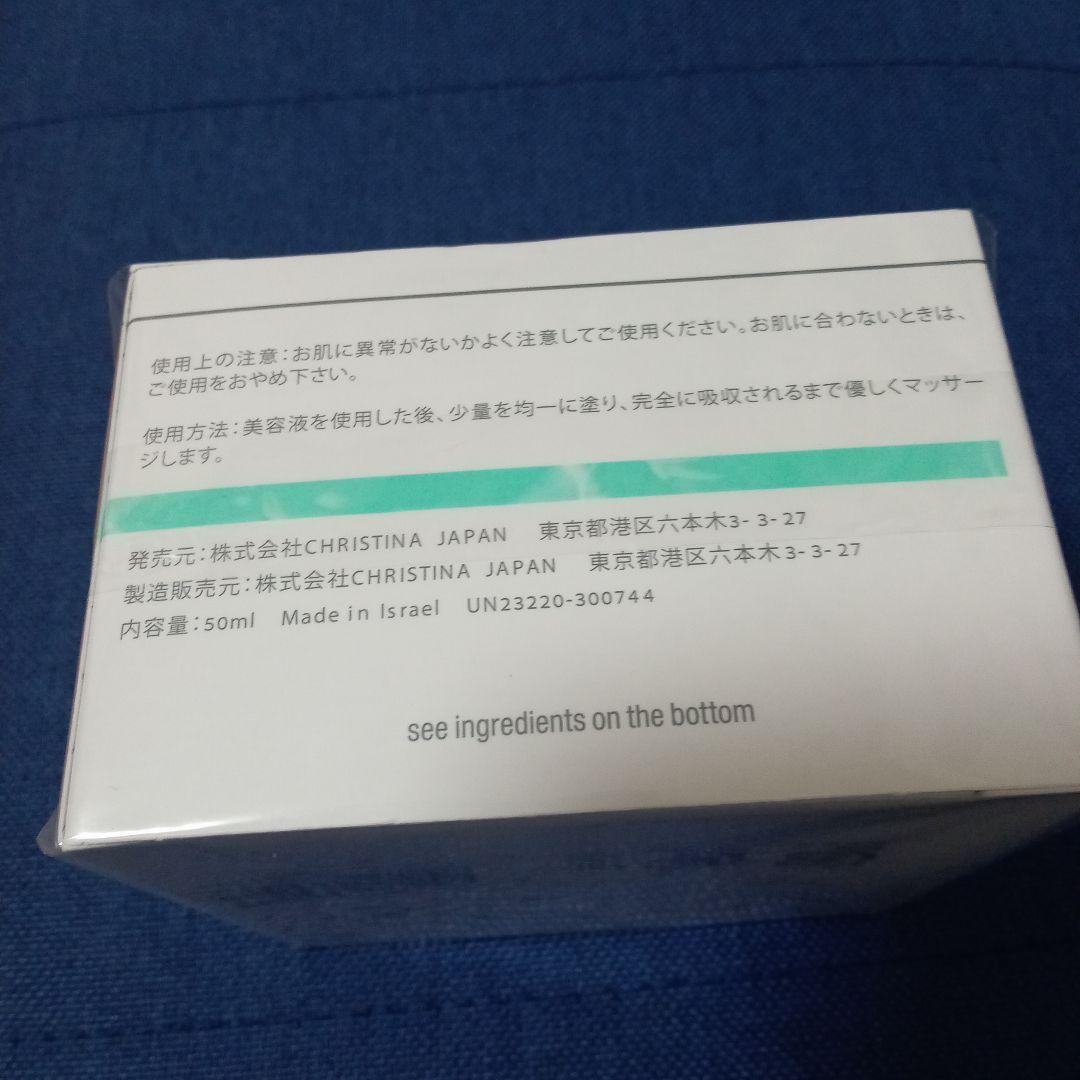 使用上の注意：お肌に異常がないかよく注意してご使用ください。お肌に合わないときは、
ご使用をおやめ下さい。
使用方法：美容液を使用した後、少量を均一に塗り、完全に吸収されるまで優しくマッサー
ジします。
発売元：株式会社CHRISTINA JAPAN 東京都港区六本木3-3-27
製造販売元：株式会社CHRISTINA JAPAN 東京都港区六本木3-3-27
内容量：50ml Made in Israel UN23220-300744
see ingredients on the bottom